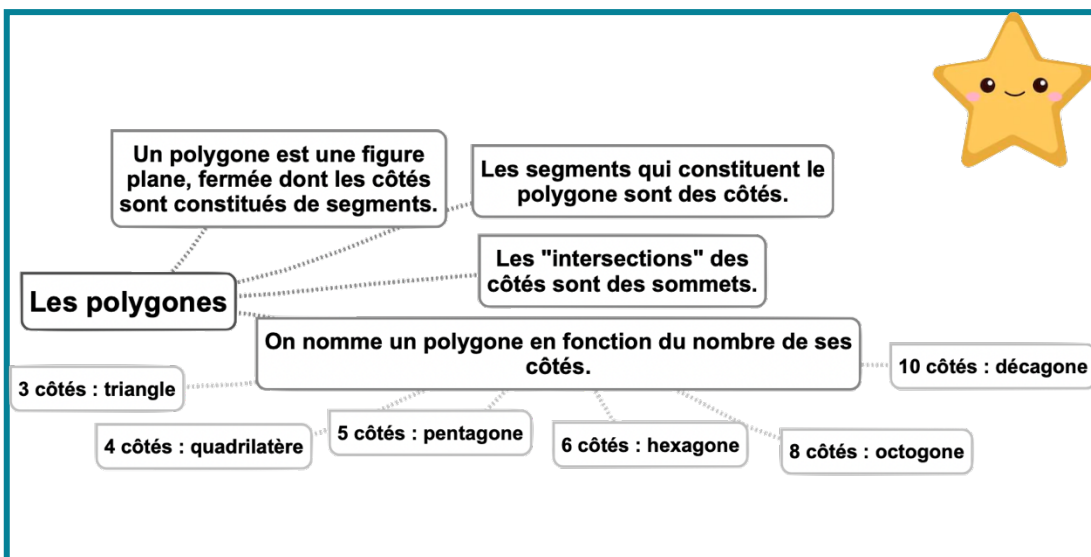 Un polygone est une figure
plane, fermée dont les côtés
sont constitués de segments.
Les segments qui constituent le
polygone sont des côtés.
Les "intersections" des
côtés sont des sommets.
Les polygones
On nomme un polygone en fonction du nombre de ses
côtés.
3 côtés : triangle
4 côtés : quadrilatère
5 côtés : pentagone
6 côtés : hexagone
8 côtés : octogone
10 côtés : décagone